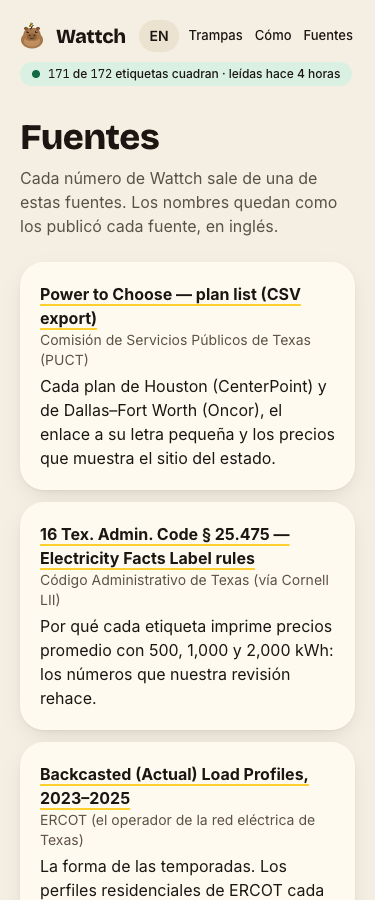 Wattch
EN
Trampas
Cómo
Fuentes
171 de 172 etiquetas cuadran · leídas hace 4 horas
Fuentes
Cada número de Wattch sale de una de
estas fuentes. Los nombres quedan como
los publicó cada fuente, en inglés.
Power to Choose — plan list (CSV
export)
Comisión de Servicios Públicos de Texas
(PUCT)
Cada plan de Houston (CenterPoint) y
de Dallas–Fort Worth (Oncor), el
enlace a su letra pequeña y los precios
que muestra el sitio del estado.
16 Tex. Admin. Code § 25.475 —
Electricity Facts Label rules
Código Administrativo de Texas (vía Cornell
LII)
Por qué cada etiqueta imprime precios
promedio con 500, 1,000 y 2,000 kWh:
los números que nuestra revisión
rehace.
Backcasted (Actual) Load Profiles,
2023–2025
ERCOT (el operador de la red eléctrica de
Texas)
La forma de las temporadas. Los
perfiles residenciales de ERCOT cada